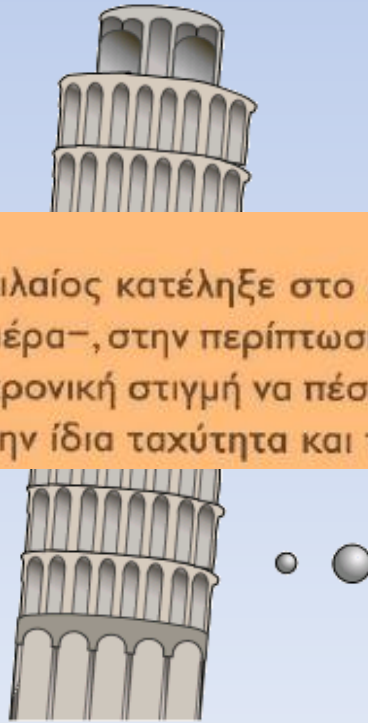 ιλαίος κατέληξε στο
έρα–, στην περίπτωσ
ρονική στιγμή να πέσ
ην ίδια ταχύτητα και